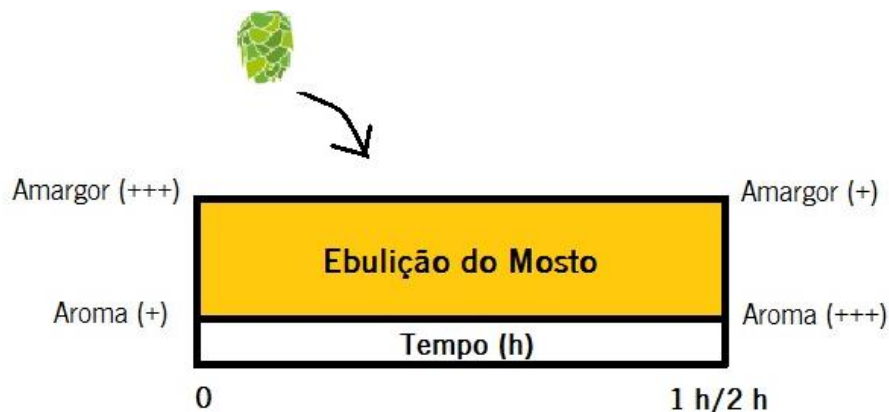 Amargor (+++)
Amargor (+)
Ebulição do Mosto
Aroma (+)
Aroma (+++)
Tempo (h)
0
1 h/2 h